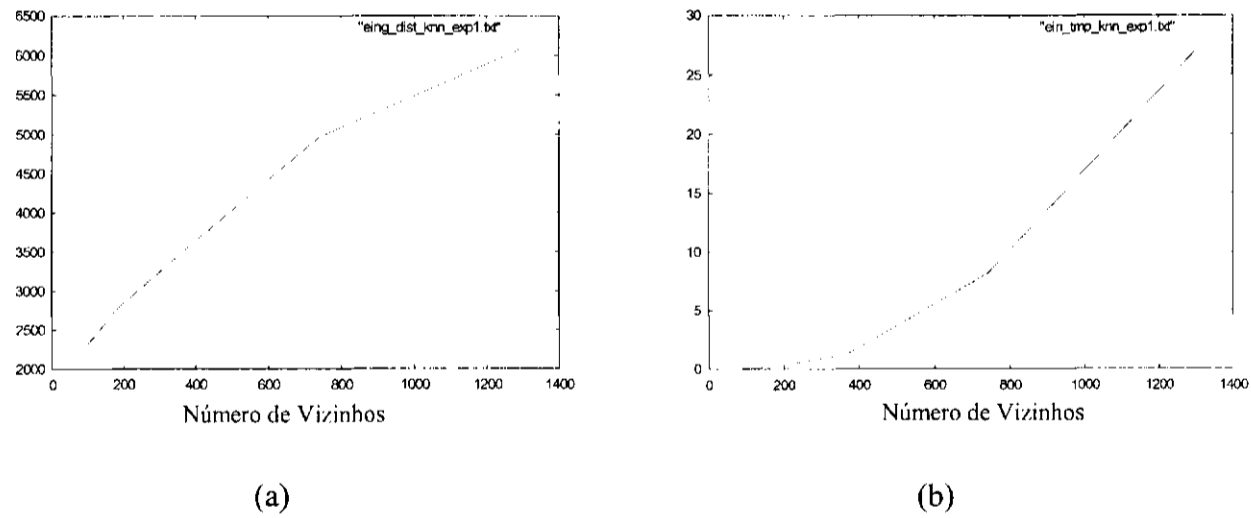 "eing_dist_knn_exp1.txt"
6500
6000
5500
5000
4500
4000
3500
3000
2500
2000
0 200 400 600 800 1000 1200 1400
Número de Vizinhos
(a)
"ein_tmp_knn_exp1.txt"
30
25
20
15
10
5
0
0 200 400 600 800 1000 1200 1400
Número de Vizinhos
(b)